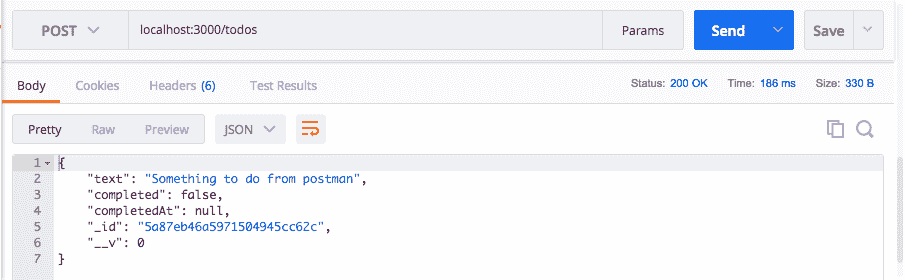 POST localhost:3000/todos Params Send Save
Body Cookies Headers (6) Test Results Status: 200 OK Time: 186 ms Size: 330 B
Pretty Raw Preview JSON
1 {
2 "text": "Something to do from postman",
3 "completed": false,
4 "completedAt": null,
5 "_id": "5a87eb46a5971504945cc62c",
6 "__v": 0
7 }